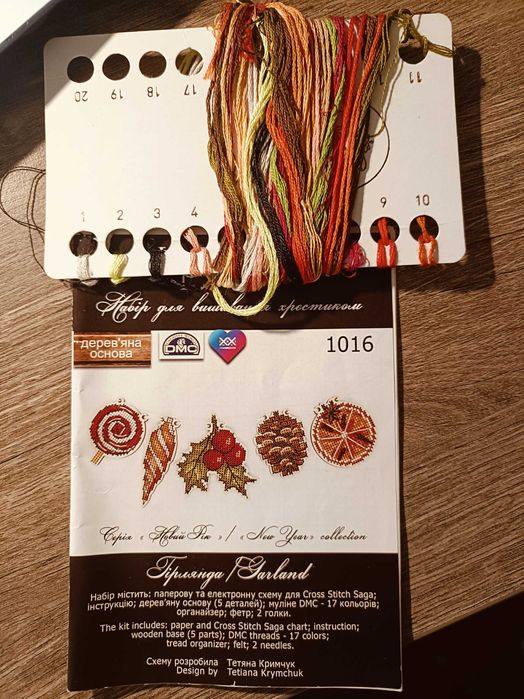 20 19 18 17 11
1 2 3 4 9 10
Набір для вишивання хрестиком
дерев'яна
основа
DMC
1016
Серія « Новий Рік » / « New Year » collection
Гірлянда/Garland
Набір містить: паперову та електронну схему для Cross Stitch Saga;
інструкцію; дерев'яну основу (5 деталей); муліне DMC - 17 кольорів;
органайзер; фетр; 2 голки.
The kit includes: paper and Cross Stitch Saga chart; instruction;
wooden base (5 parts); DMC threads - 17 colors;
tread organizer; felt; 2 needles.
Схему розробила Тетяна Кримчук
Design by Tetiana Krymchuk